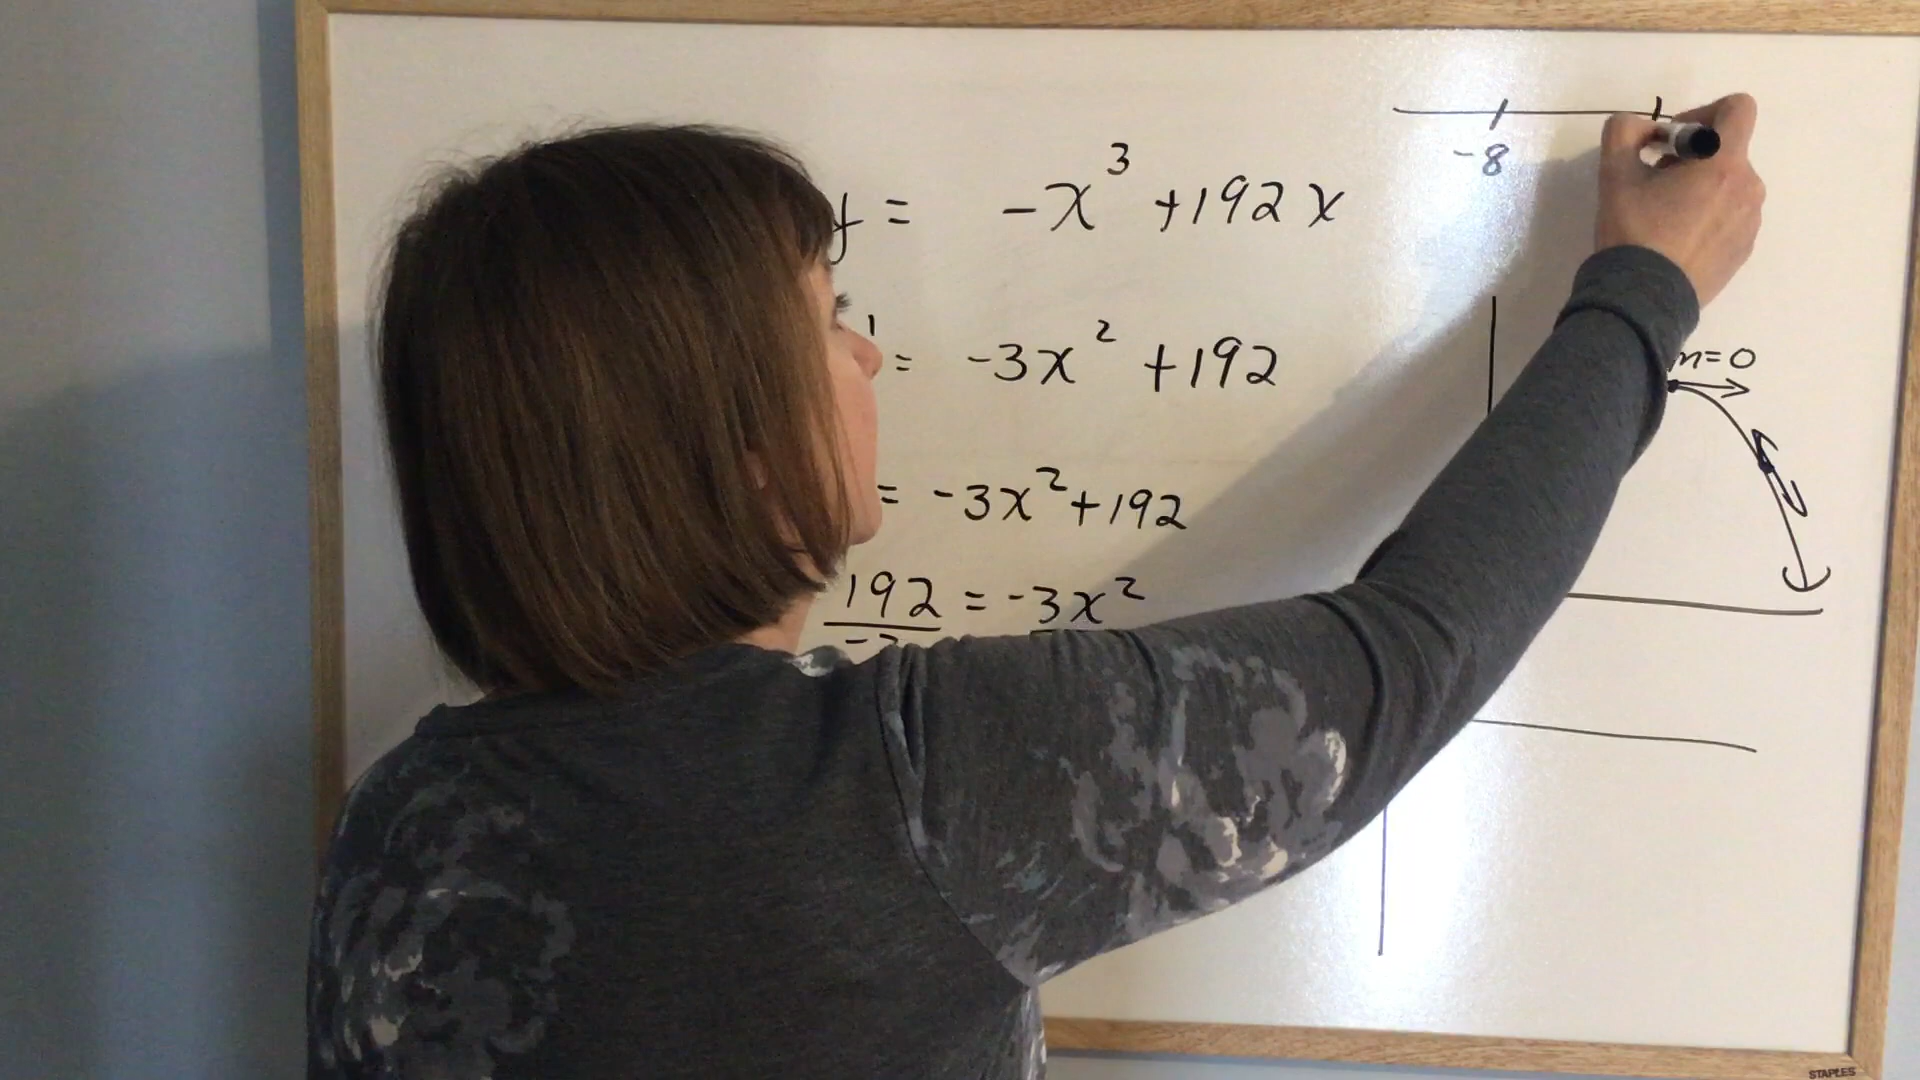 -8
y = -x³ +192x
' = -3x² +192
m=0
= -3x²+192
192 = -3x²
STAPLES